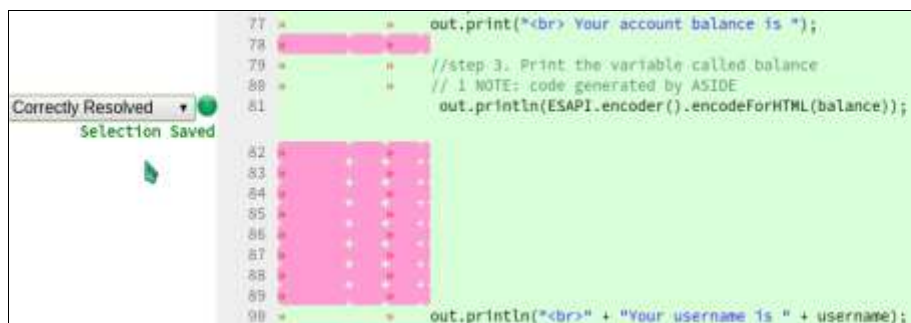 77 out.print("<br> Your account balance is ");
78
79 //step 3. Print the variable called balance
80 // 1 NOTE: code generated by ASIDE
Correctly Resolved 81 out.println(ESAPI.encoder().encodeForHTML(balance));
Selection Saved
82
83
84
85
86
87
88
89
90 out.println("<br>" + "Your username is " + username);